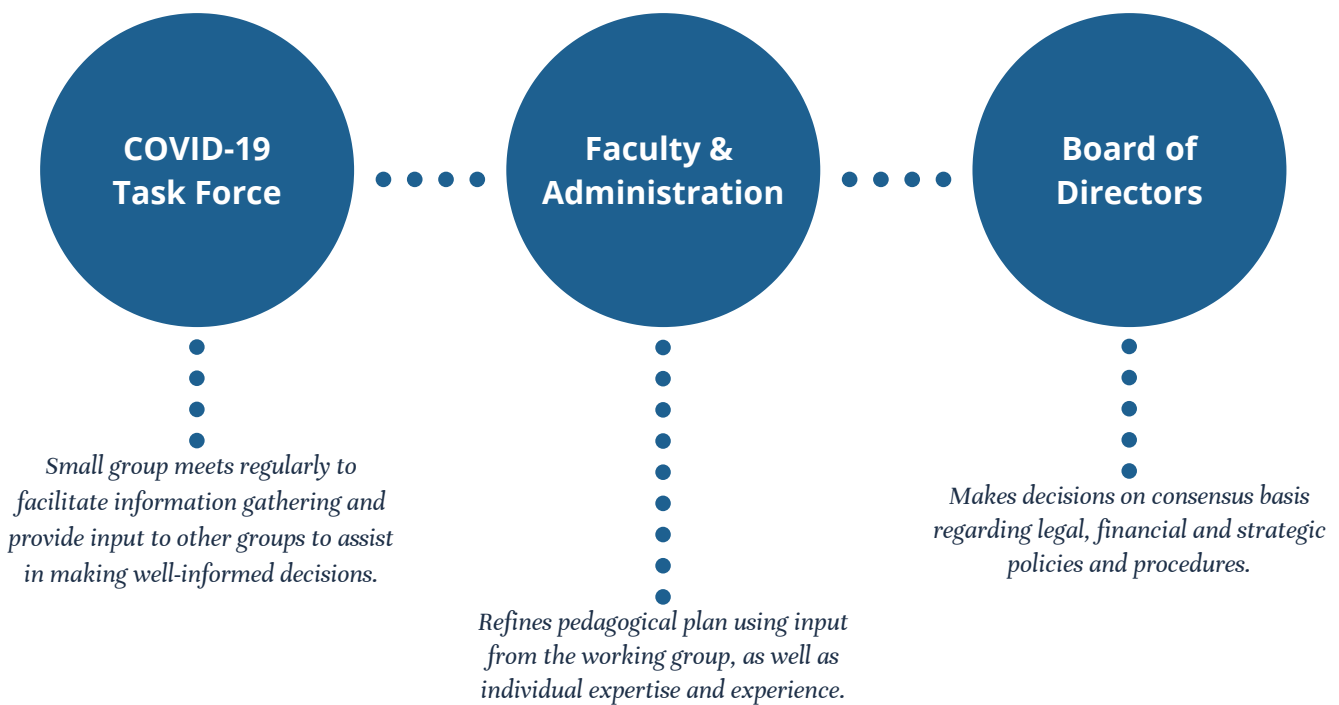 COVID-19
Task Force
Faculty &
Administration
Board of
Directors
Small group meets regularly to
facilitate information gathering and
provide input to other groups to assist
in making well-informed decisions.
Refines pedagogical plan using input
from the working group, as well as
individual expertise and experience.
Makes decisions on consensus basis
regarding legal, financial and strategic
policies and procedures.